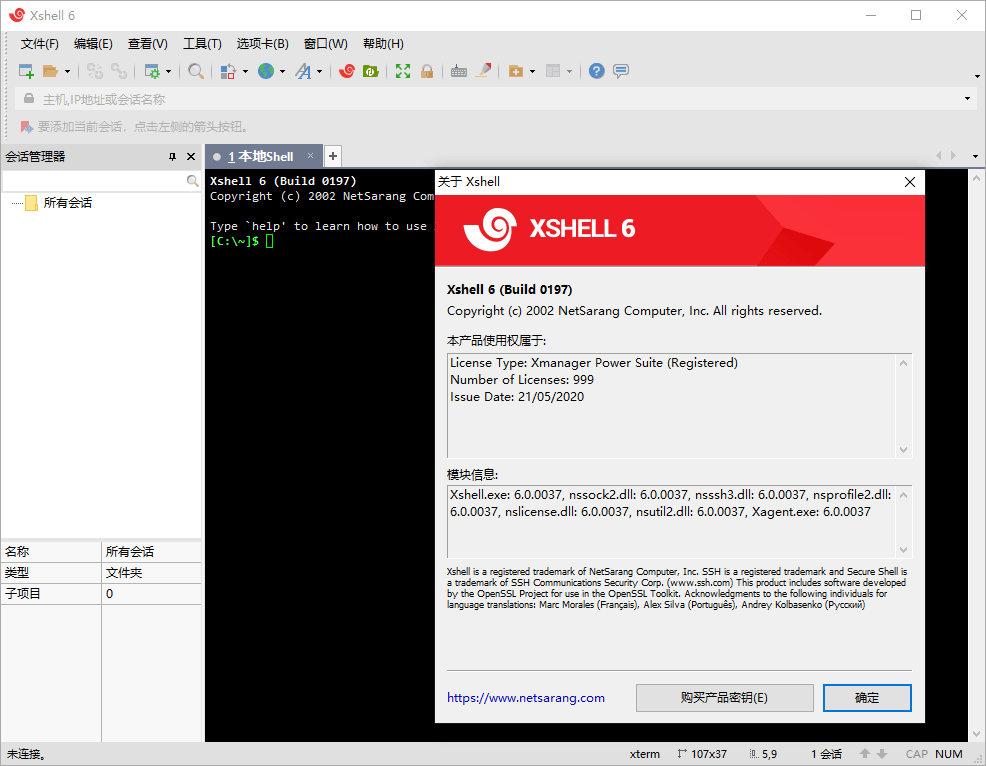 Xshell 6
文件(F) 编辑(E) 查看(V) 工具(T) 选项卡(B) 窗口(W) 帮助(H)
主机,IP地址或会话名称
要添加当前会话，点击左侧的箭头按钮。
会话管理器
所有会话
名称 所有会话
类型 文件夹
子项目 0
1 本地Shell
Xshell 6 (Build 0197)
Copyright (c) 2002 NetSarang Com
Type `help' to learn how to use
[C:\~]$
关于 Xshell
XSHELL 6
Xshell 6 (Build 0197)
Copyright (c) 2002 NetSarang Computer, Inc. All rights reserved.
本产品使用权属于:
License Type: Xmanager Power Suite (Registered)
Number of Licenses: 999
Issue Date: 21/05/2020
模块信息:
Xshell.exe: 6.0.0037, nssock2.dll: 6.0.0037, nsssh3.dll: 6.0.0037, nsprofile2.dll:
6.0.0037, nslicense.dll: 6.0.0037, nsutil2.dll: 6.0.0037, Xagent.exe: 6.0.0037
Xshell is a registered trademark of NetSarang Computer, Inc. SSH is a registered trademark and Secure Shell is
a trademark of SSH Communications Security Corp. (www.ssh.com) This product includes software developed
by the OpenSSL Project for use in the OpenSSL Toolkit. Acknowledgments to the following individuals for
language translations: Marc Morales (Français), Alex Silva (Português), Andrey Kolbasenko (Русский)
https://www.netsarang.com
购买产品密钥(E)
确定
未连接。
xterm 107x37 5,9 1 会话 CAP NUM